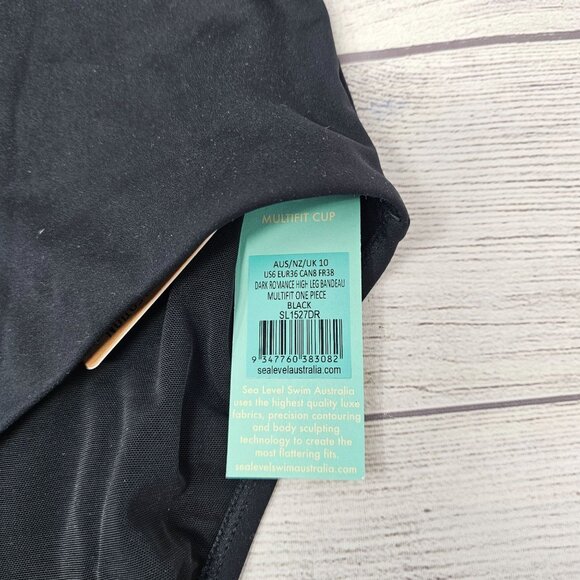 MULTIFIT CUP
AUS/NZ/UK 10
US6 EUR36 CAN8 FR38
DARK ROMANCE HIGH LEG BANDEAU
MULTIFIT ONE PIECE
BLACK
SL1527DR
9 347760 383082
sealevelaustralia.com
Sea Level Swim Australia
uses the highest quality luxe
fabrics, precision contouring
and body sculpting
technology to create the
most flattering fits.
sealevelswimaustralia.com